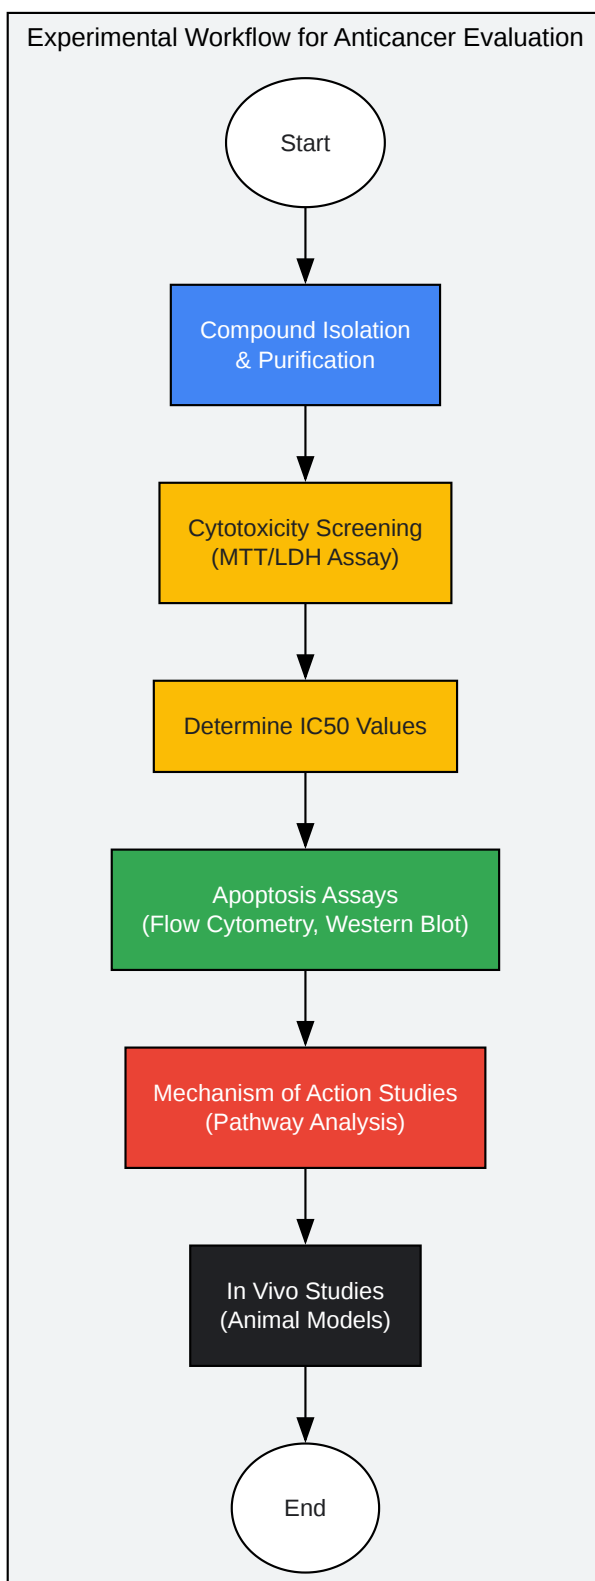 Experimental Workflow for Anticancer Evaluation
Start
Compound Isolation
& Purification
Cytotoxicity Screening
(MTT/LDH Assay)
Determine IC50 Values
Apoptosis Assays
(Flow Cytometry, Western Blot)
Mechanism of Action Studies
(Pathway Analysis)
In Vivo Studies
(Animal Models)
End